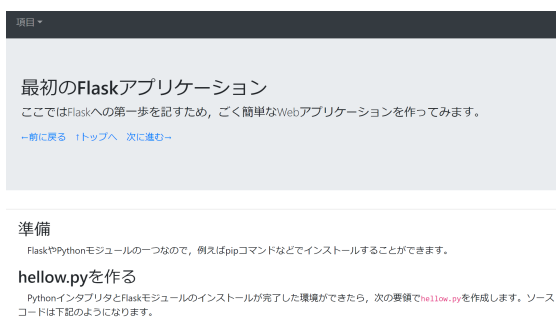 項目
最初のFlaskアプリケーション
ここではFlaskへの第一歩を記すため，ごく簡単なWebアプリケーションを作ってみます。
←前に戻る ↑トップへ 次に進む→
準備
FlaskやPythonモジュールの一つなので，例えばpipコマンドなどでインストールすることができます。
hellow.pyを作る
PythonインタプリタとFlaskモジュールのインストールが完了した環境ができたら，次の要領でhellow.pyを作成します。ソース
コードは下記のようになります。